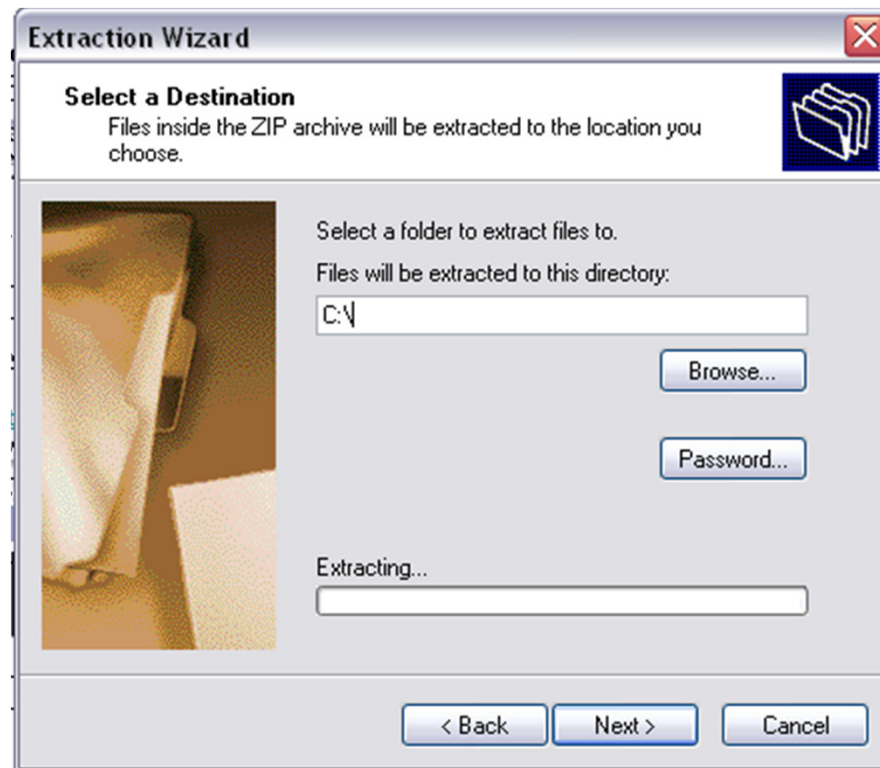 Extraction Wizard
Select a Destination
Files inside the ZIP archive will be extracted to the location you
choose.
Select a folder to extract files to.
Files will be extracted to this directory:
C:\
Browse...
Password...
Extracting...
< Back
Next >
Cancel